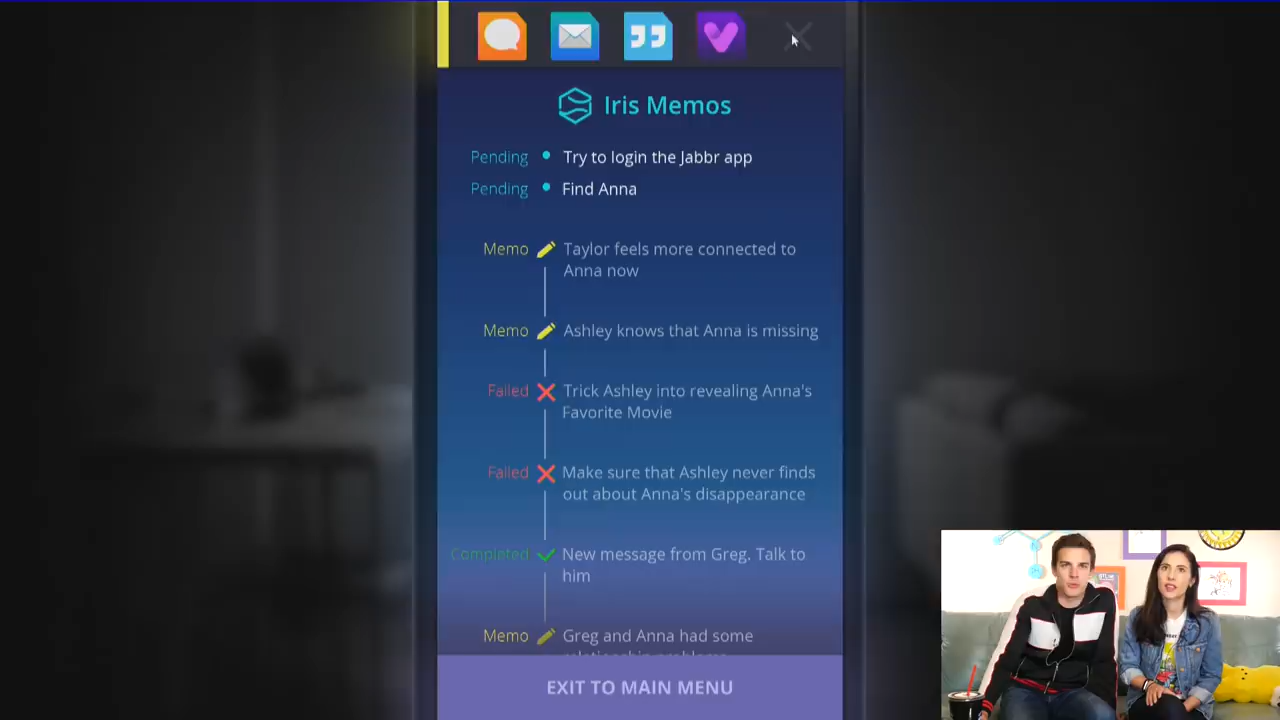 Iris Memos
Pending Try to login the Jabbr app
Pending Find Anna
Memo Taylor feels more connected to
Anna now
Memo Ashley knows that Anna is missing
Failed Trick Ashley into revealing Anna's
Favorite Movie
Failed Make sure that Ashley never finds
out about Anna's disappearance
Completed New message from Greg. Talk to
him
Memo Greg and Anna had some
relationship problems
EXIT TO MAIN MENU